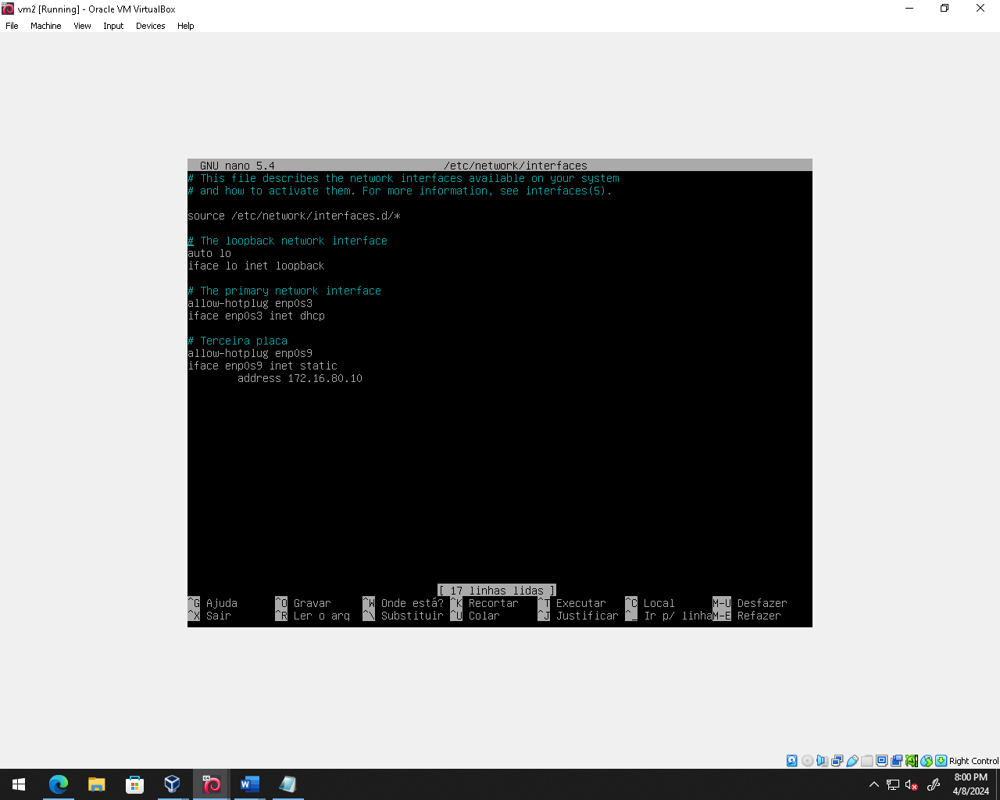 vm2 [Running] - Oracle VM VirtualBox
File Machine View Input Devices Help
GNU nano 5.4 /etc/network/interfaces
# This file describes the network interfaces available on your system
# and how to activate them. For more information, see interfaces(5).
source /etc/network/interfaces.d/*
# The loopback network interface
auto lo
iface lo inet loopback
# The primary network interface
allow-hotplug enp0s3
iface enp0s3 inet dhcp
# Terceira placa
allow-hotplug enp0s9
iface enp0s9 inet static
address 172.16.80.10
[ 17 linhas lidas ]
^G Ajuda ^O Gravar ^W Onde está? ^K Recortar ^T Executar ^C Local M-U Desfazer
^X Sair ^R Ler o arq ^\ Substituir ^U Colar ^J Justificar ^_ Ir p/ linha M-E Refazer
Right Control
64
8:00 PM
4/8/2024